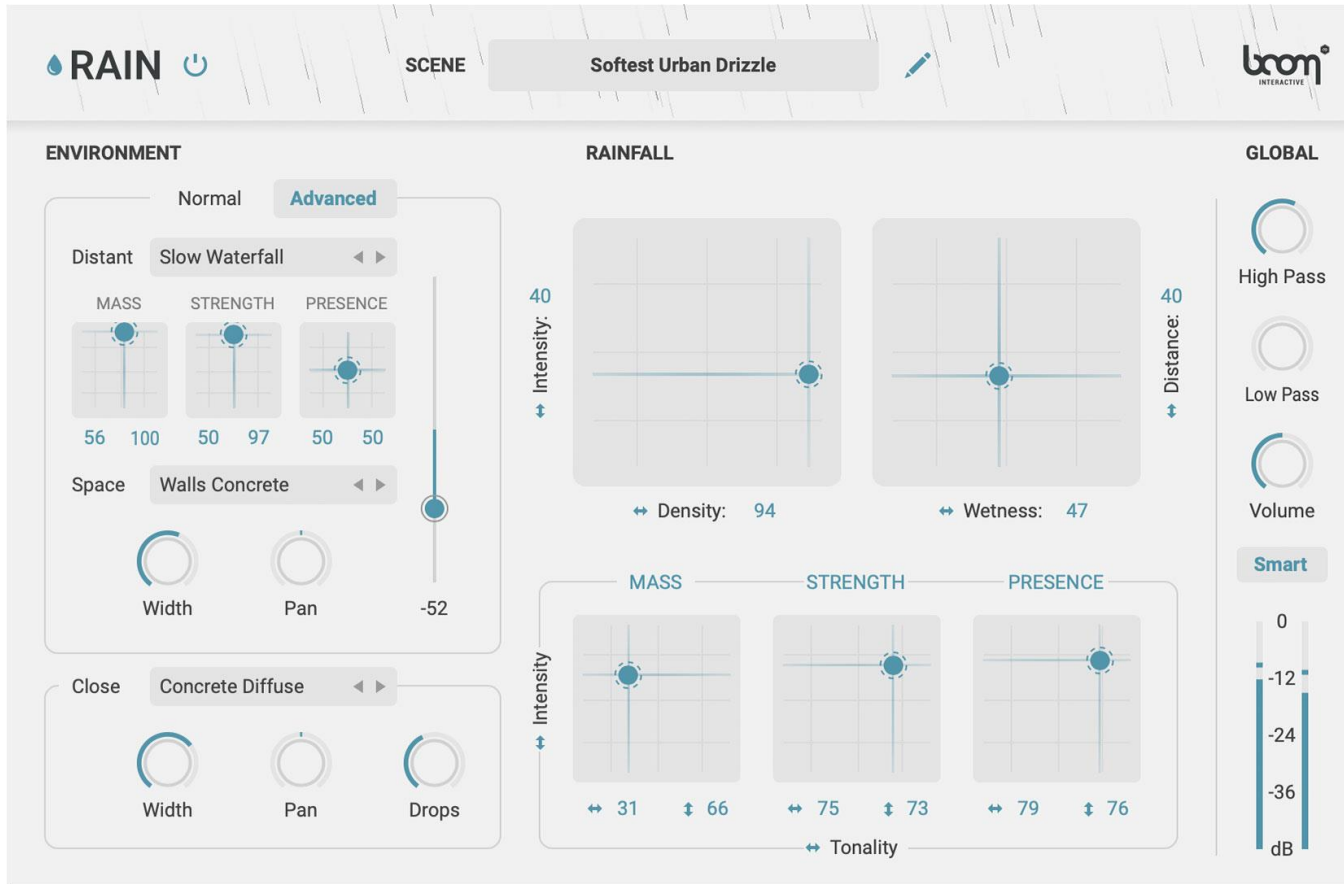 RAIN SCENE Softest Urban Drizzle boom
INTERACTIVE
ENVIRONMENT RAINFALL GLOBAL
Normal Advanced
Distant Slow Waterfall
MASS STRENGTH PRESENCE
56 100 50 97 50 50
Space Walls Concrete
Width Pan -52
Close Concrete Diffuse
Width Pan Drops
Intensity: 40
Distance: 40
Density: 94 Wetness: 47
MASS STRENGTH PRESENCE
Intensity
31 66 75 73 79 76
Tonality
High Pass
Low Pass
Volume
Smart
0
-12
-24
-36
dB